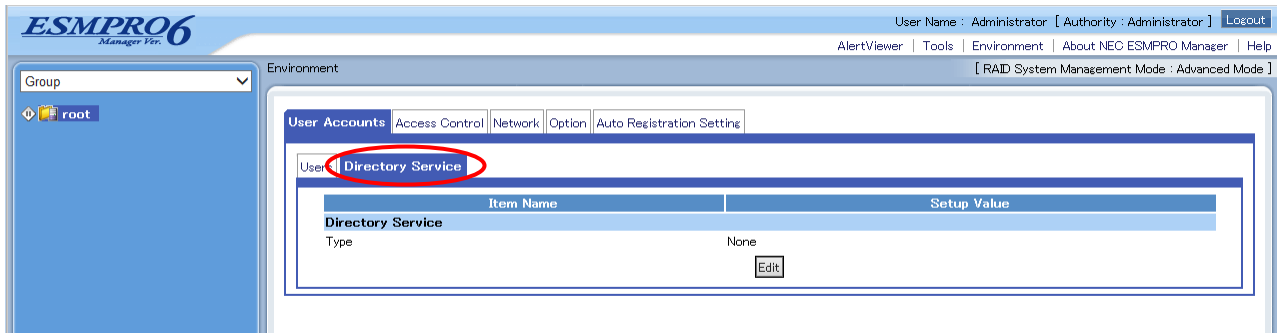 ESMPRO6
Manager Ver.
User Name : Administrator [ Authority : Administrator ] Logout
AlertViewer | Tools | Environment | About NEC ESMPRO Manager | Help
Group
Environment
[ RAID System Management Mode : Advanced Mode ]
root
User Accounts Access Control Network Option Auto Registration Setting
Users Directory Service
Item Name Setup Value
Directory Service
Type None
Edit